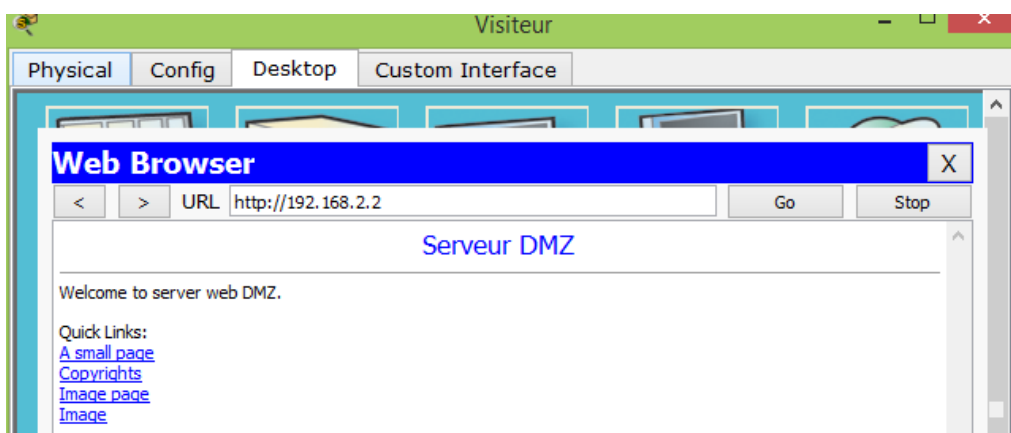 Visiteur
Physical Config Desktop Custom Interface
Web Browser X
< > URL http://192.168.2.2 Go Stop
Serveur DMZ
Welcome to server web DMZ.
Quick Links:
A small page
Copyrights
Image page
Image